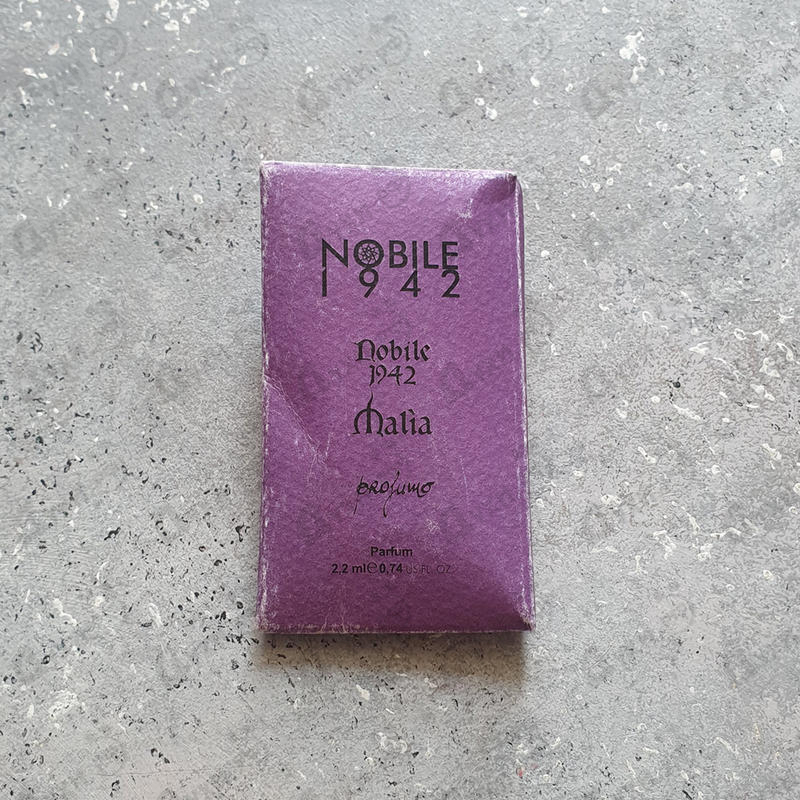 NOBILE
1942
Nobile
1942
Malìa
profumo
Parfum
2,2 ml℮0,74 US FL. OZ.